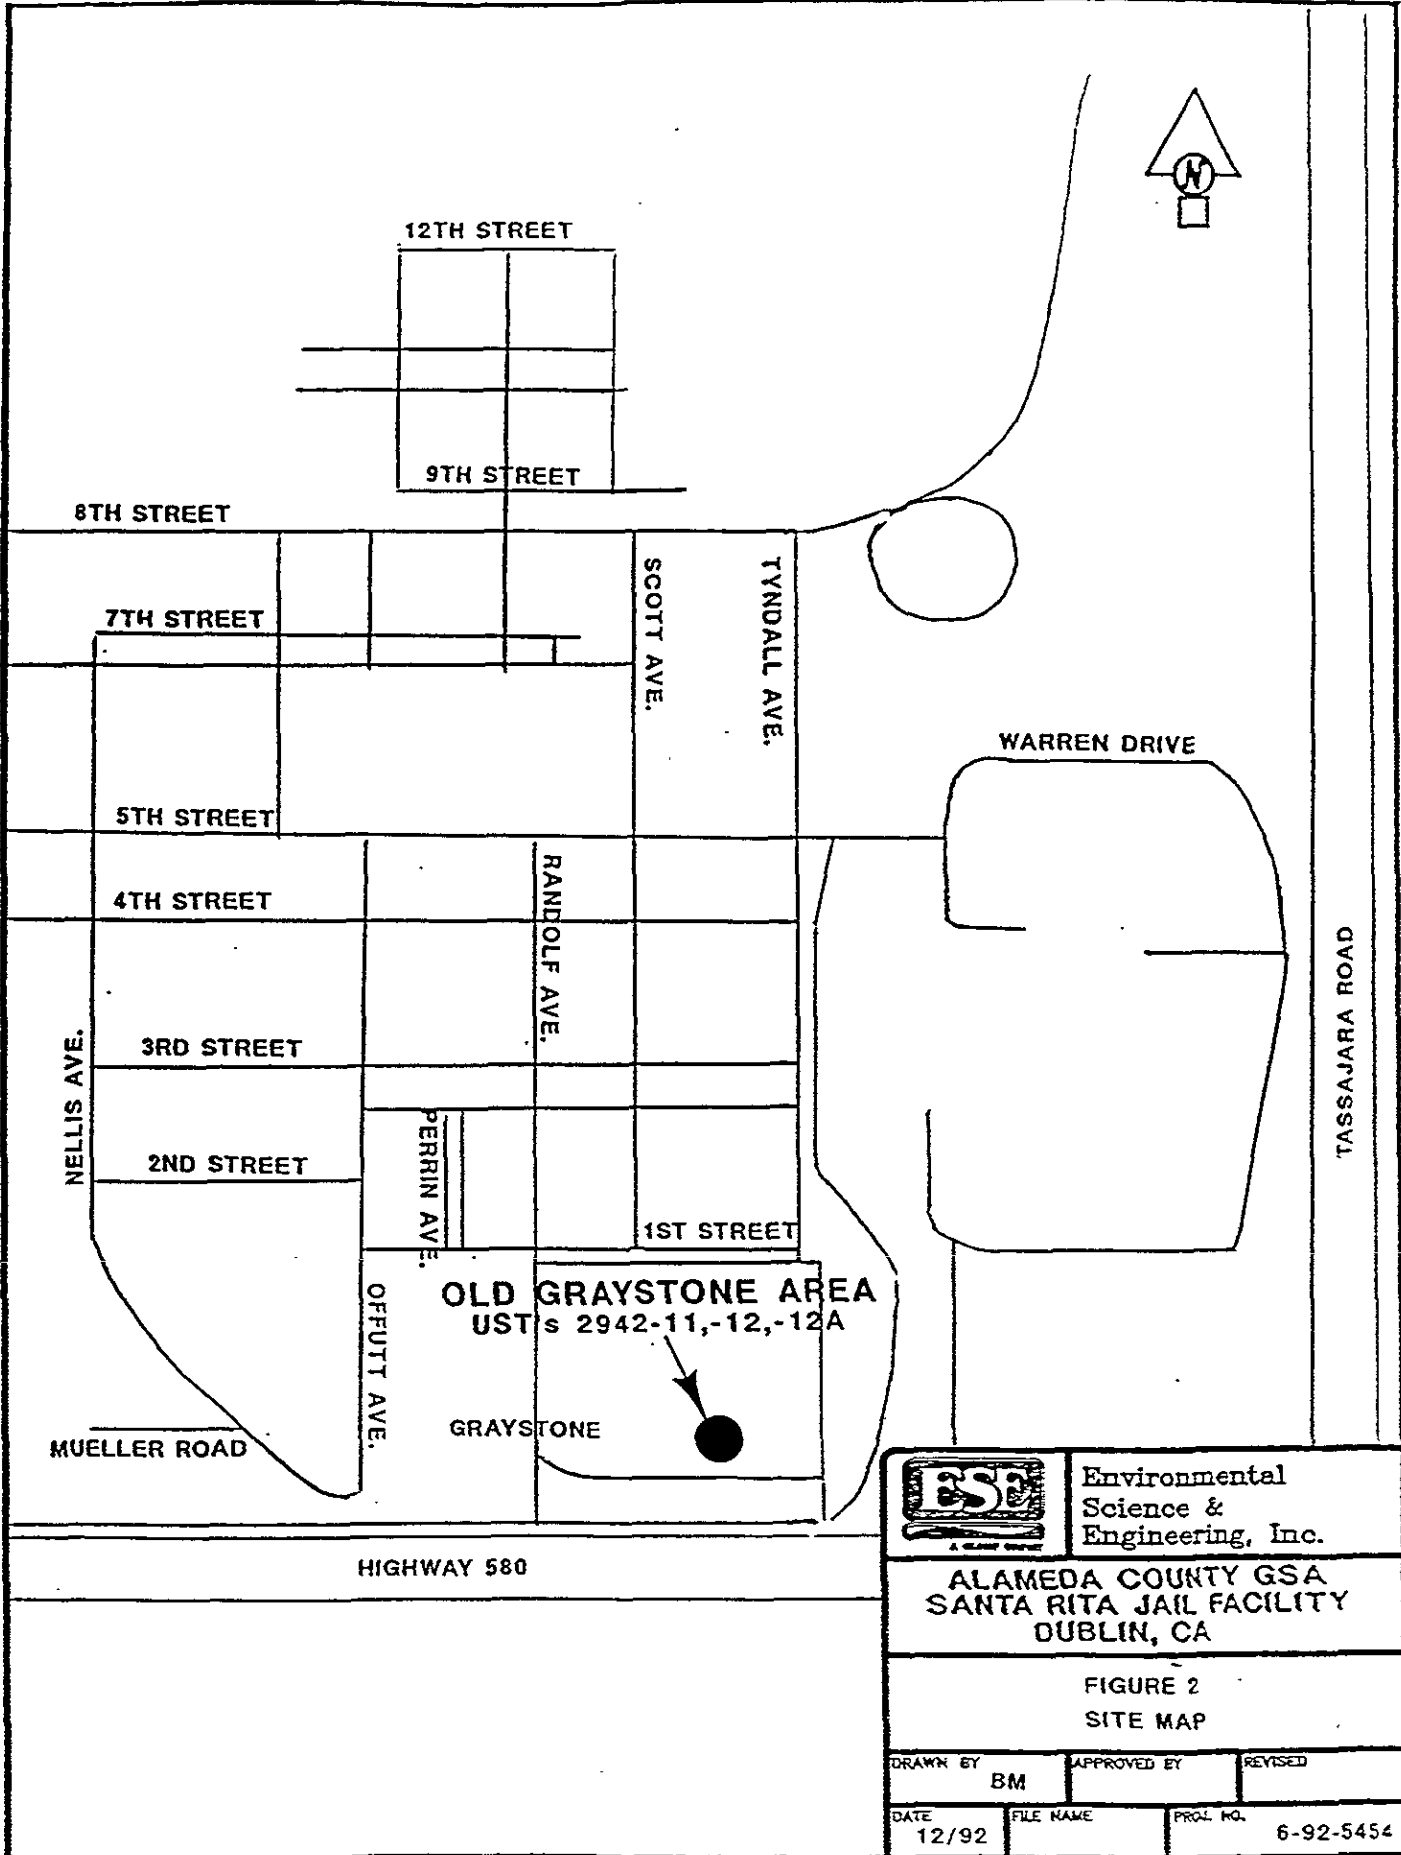 N
12TH STREET
9TH STREET
8TH STREET
SCOTT AVE.
TYNDALL AVE.
7TH STREET
WARREN DRIVE
5TH STREET
RANDOLF AVE.
4TH STREET
TASSAJARA ROAD
NELLIS AVE.
3RD STREET
PERRIN AVE.
2ND STREET
1ST STREET
OLD GRAYSTONE AREA
UST's 2942-11,-12,-12A
OFFUTT AVE.
GRAYSTONE
MUELLER ROAD
HIGHWAY 580
ESE
Environmental
Science &
Engineering, Inc.
ALAMEDA COUNTY GSA
SANTA RITA JAIL FACILITY
DUBLIN, CA
FIGURE 2
SITE MAP
DRAWN BY
BM
APPROVED BY
REVISED
DATE
12/92
FILE NAME
PROJ. NO.
6-92-5454